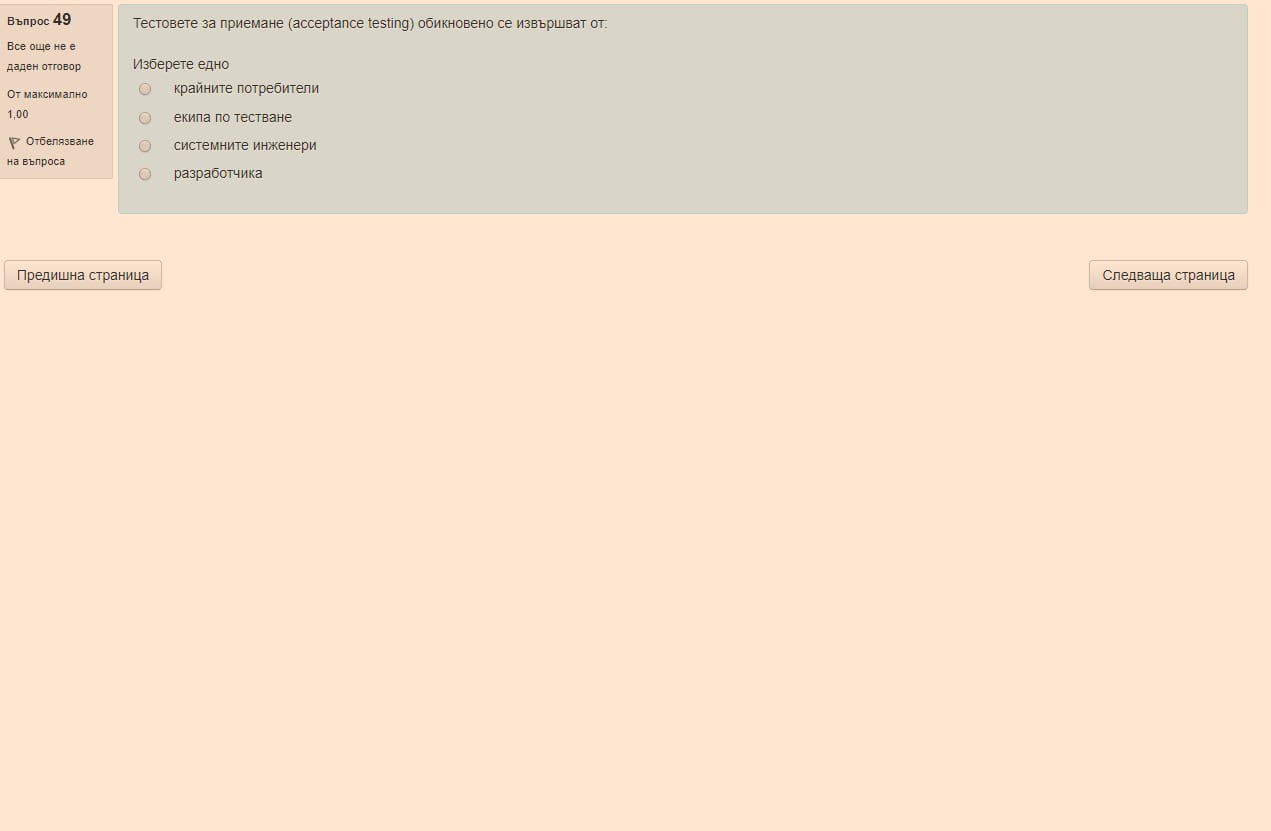 Въпрос 49
Все още не е
даден отговор
От максимално
1,00
Отбелязване
на въпроса
Тестовете за приемане (acceptance testing) обикновено се извършват от:
Изберете едно
крайните потребители
екипа по тестване
системните инженери
разработчика
Предишна страница
Следваща страница